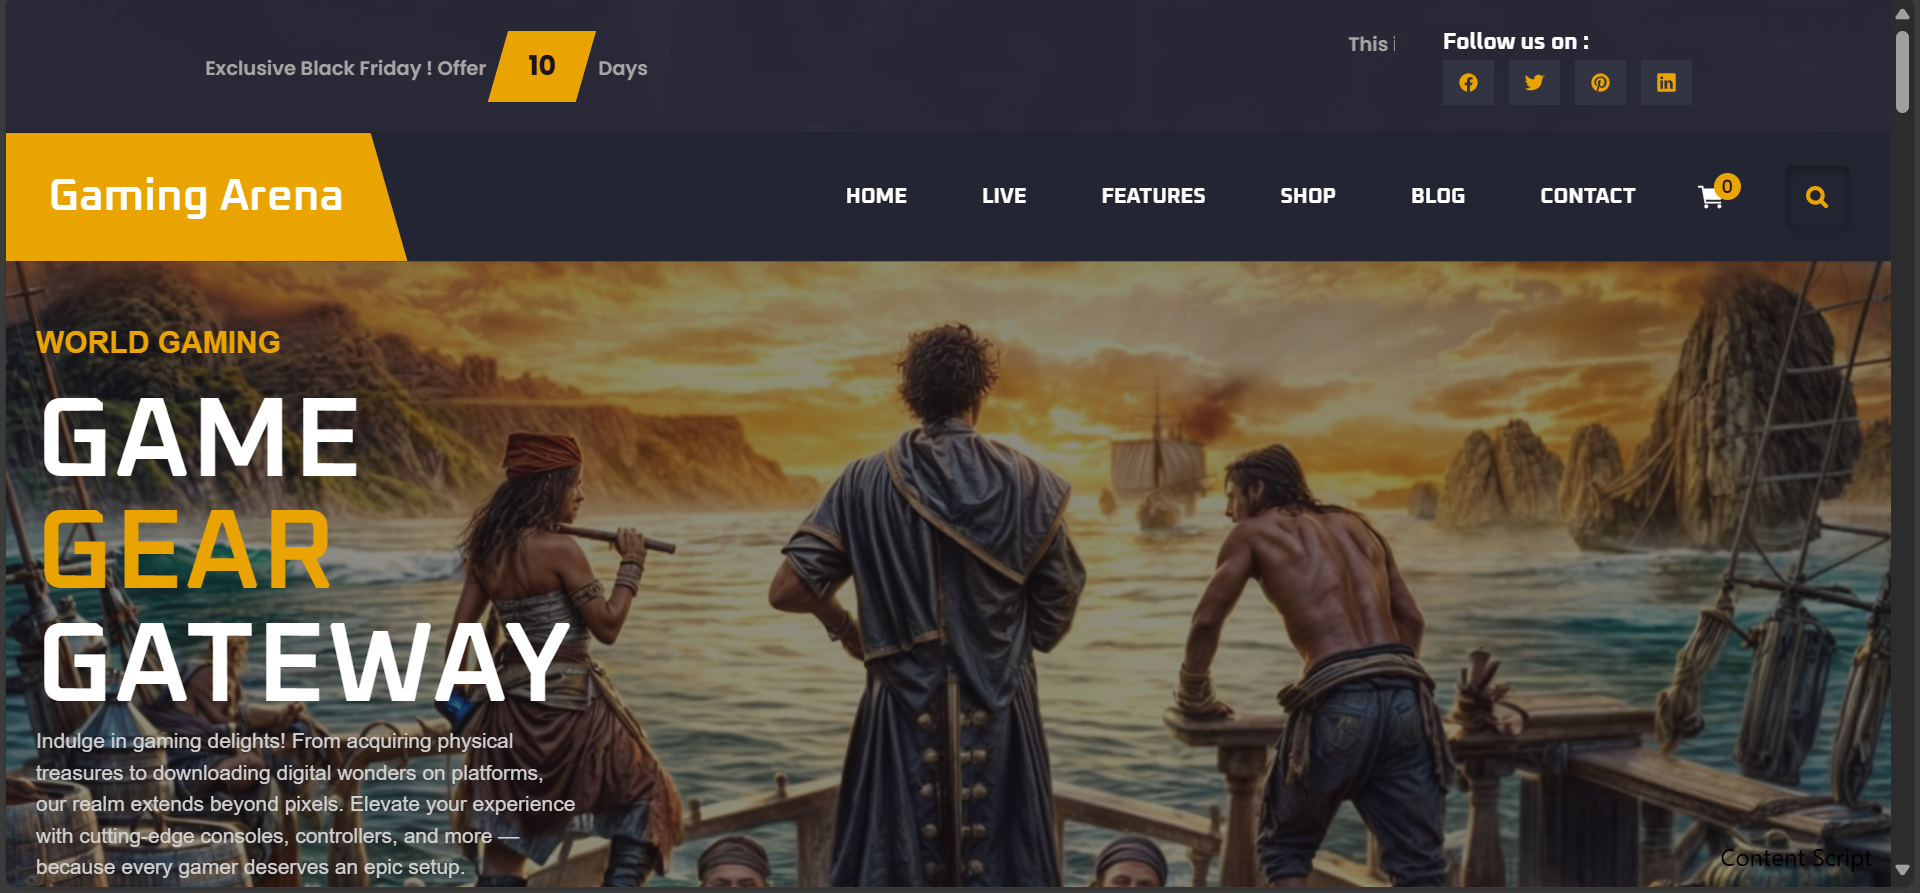 Exclusive Black Friday ! Offer 10 Days
This
Follow us on :
Gaming Arena
HOME LIVE FEATURES SHOP BLOG CONTACT 0
WORLD GAMING
GAME
GEAR
GATEWAY
Indulge in gaming delights! From acquiring physical
treasures to downloading digital wonders on platforms,
our realm extends beyond pixels. Elevate your experience
with cutting-edge consoles, controllers, and more —
because every gamer deserves an epic setup.
Content Script